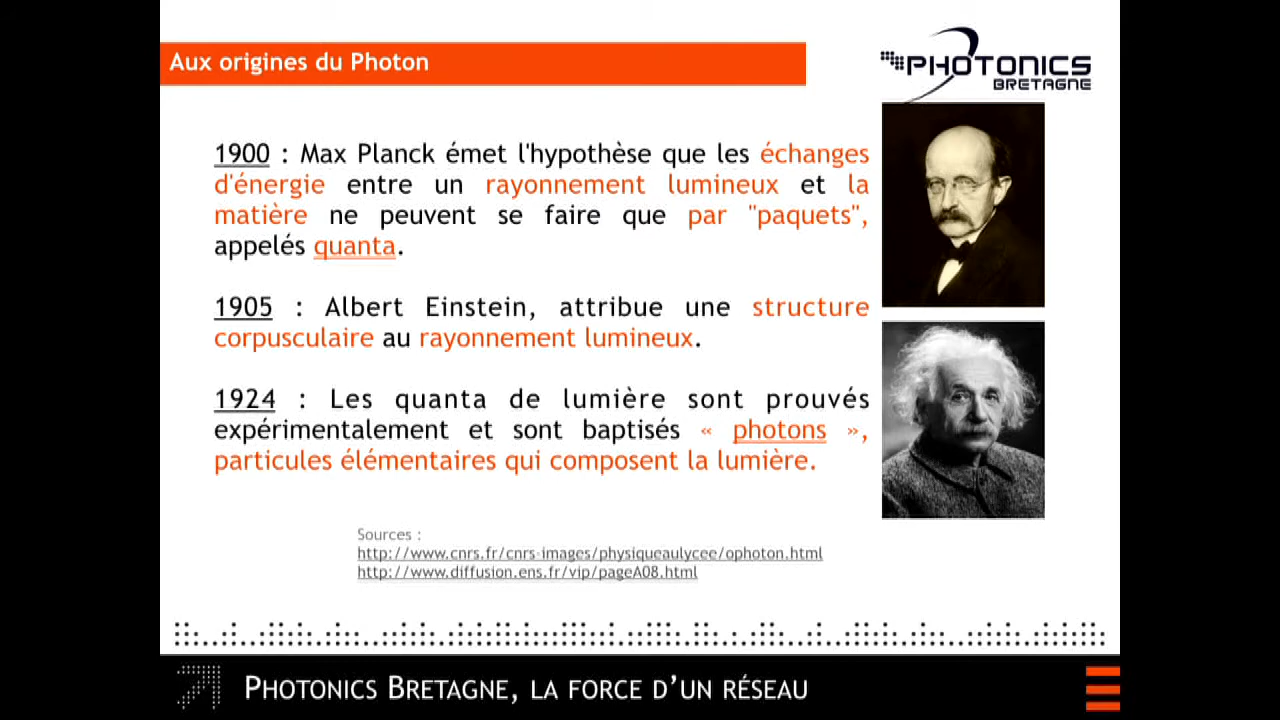 Aux origines du Photon
PHOTONICS
BRETAGNE
1900 : Max Planck émet l'hypothèse que les échanges
d'énergie entre un rayonnement lumineux et la
matière ne peuvent se faire que par "paquets",
appelés quanta.
1905 : Albert Einstein, attribue une structure
corpusculaire au rayonnement lumineux.
1924 : Les quanta de lumière sont prouvés
expérimentalement et sont baptisés « photons »,
particules élémentaires qui composent la lumière.
Sources :
http://www.cnrs.fr/cnrs-images/physiqueaulycee/ophoton.html
http://www.diffusion.ens.fr/vip/pageA08.html
PHOTONICS BRETAGNE, LA FORCE D'UN RÉSEAU